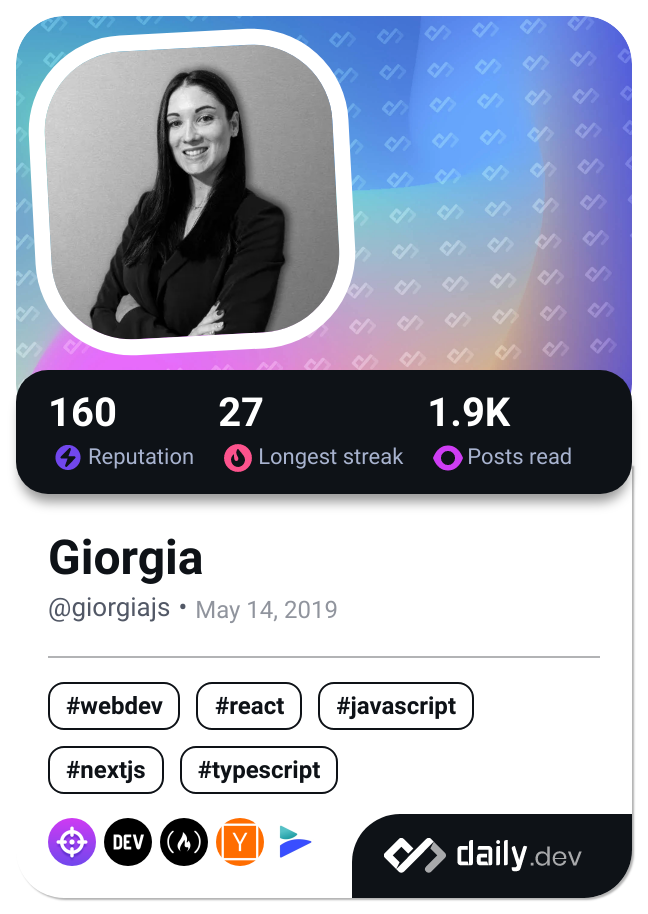 160 27 1.9K
Reputation Longest streak Posts read
Giorgia
@giorgiajs • May 14, 2019
#webdev #react #javascript
#nextjs #typescript
DEV Y daily.dev